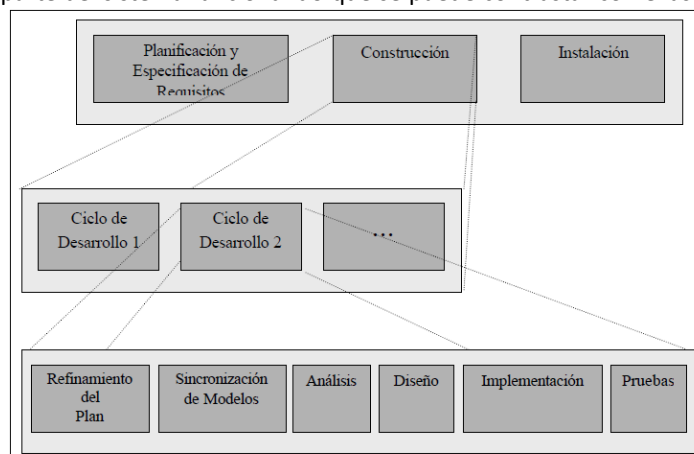 Planificación y
Especificación de
Requisitos
Construcción
Instalación
Ciclo de
Desarrollo 1
Ciclo de
Desarrollo 2
...
Refinamiento
del
Plan
Sincronización
de Modelos
Análisis
Diseño
Implementación
Pruebas